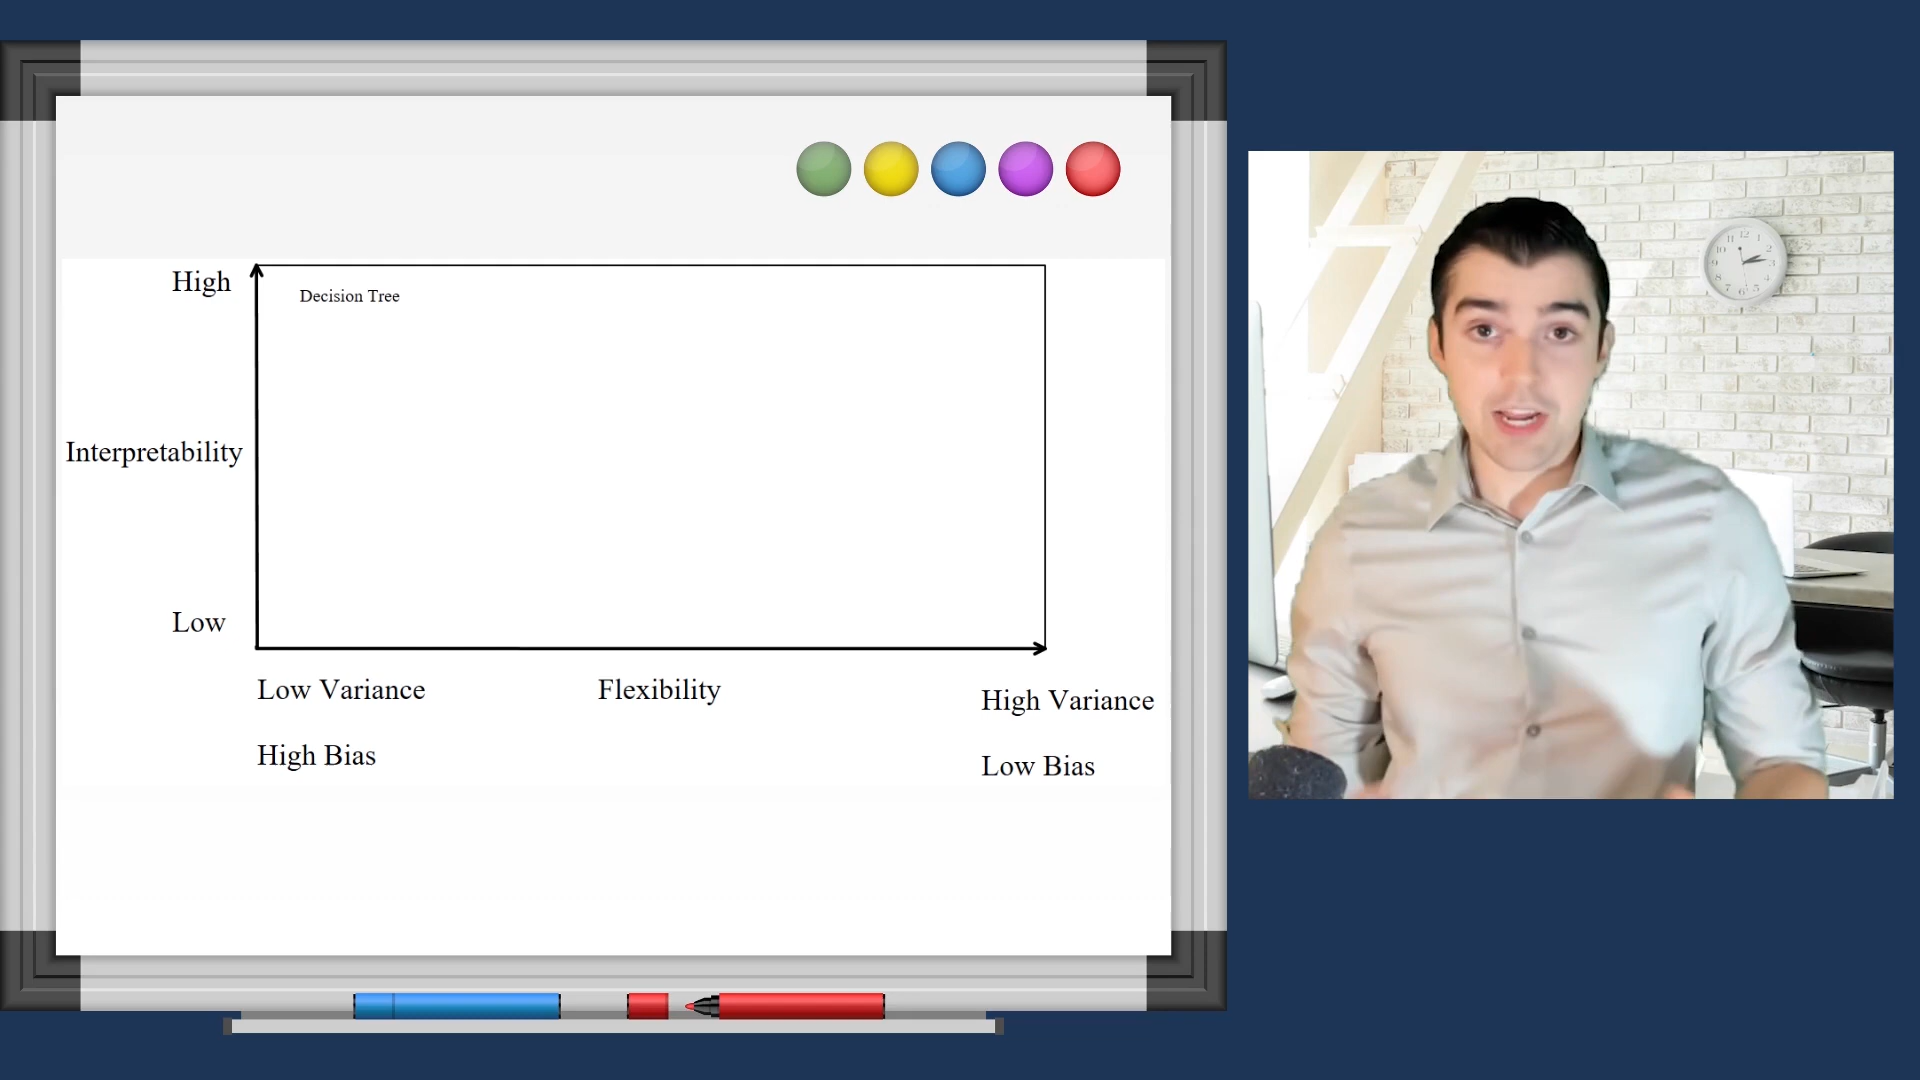 High
Decision Tree
Interpretability
Low
Low Variance
Flexibility
High Variance
High Bias
Low Bias